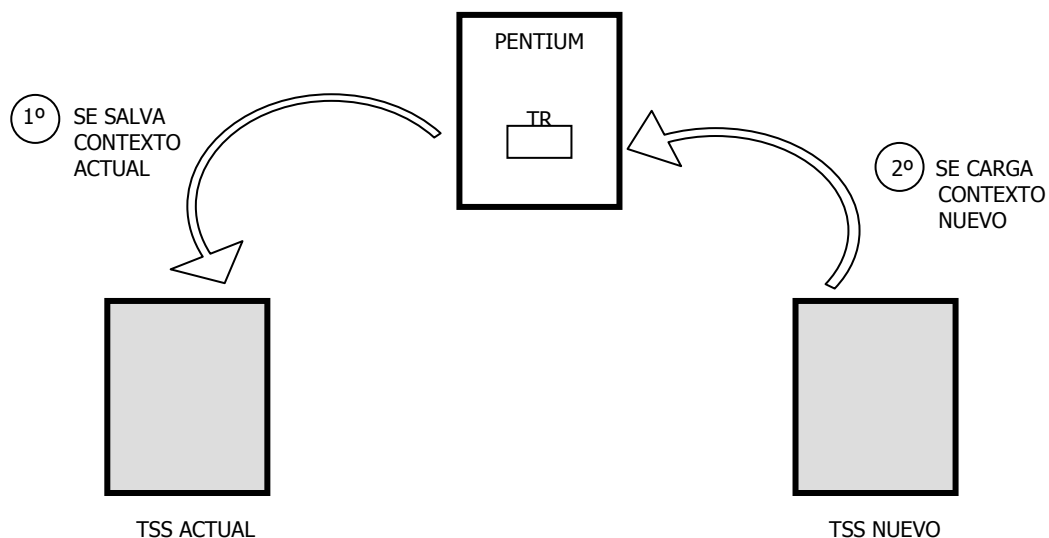 PENTIUM
TR
1º SE SALVA
CONTEXTO
ACTUAL
2º SE CARGA
CONTEXTO
NUEVO
TSS ACTUAL
TSS NUEVO